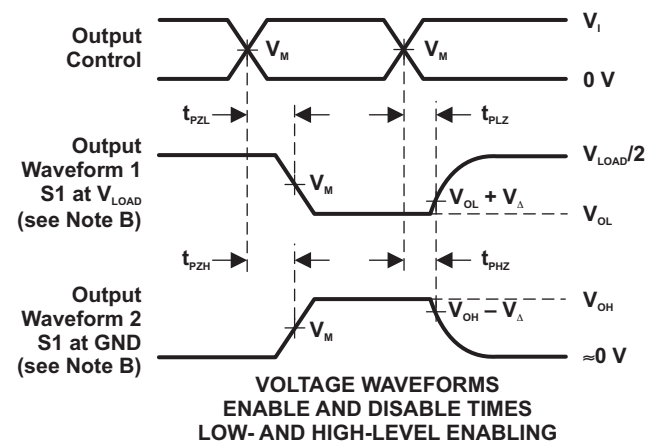 Output
Control
V_M
V_M
V_I
0 V
t_PZL
t_PLZ
Output
Waveform 1
S1 at V_LOAD
(see Note B)
V_M
V_OL + V_Δ
V_LOAD/2
V_OL
t_PZH
t_PHZ
Output
Waveform 2
S1 at GND
(see Note B)
V_M
V_OH − V_Δ
V_OH
≈0 V
VOLTAGE WAVEFORMS
ENABLE AND DISABLE TIMES
LOW- AND HIGH-LEVEL ENABLING